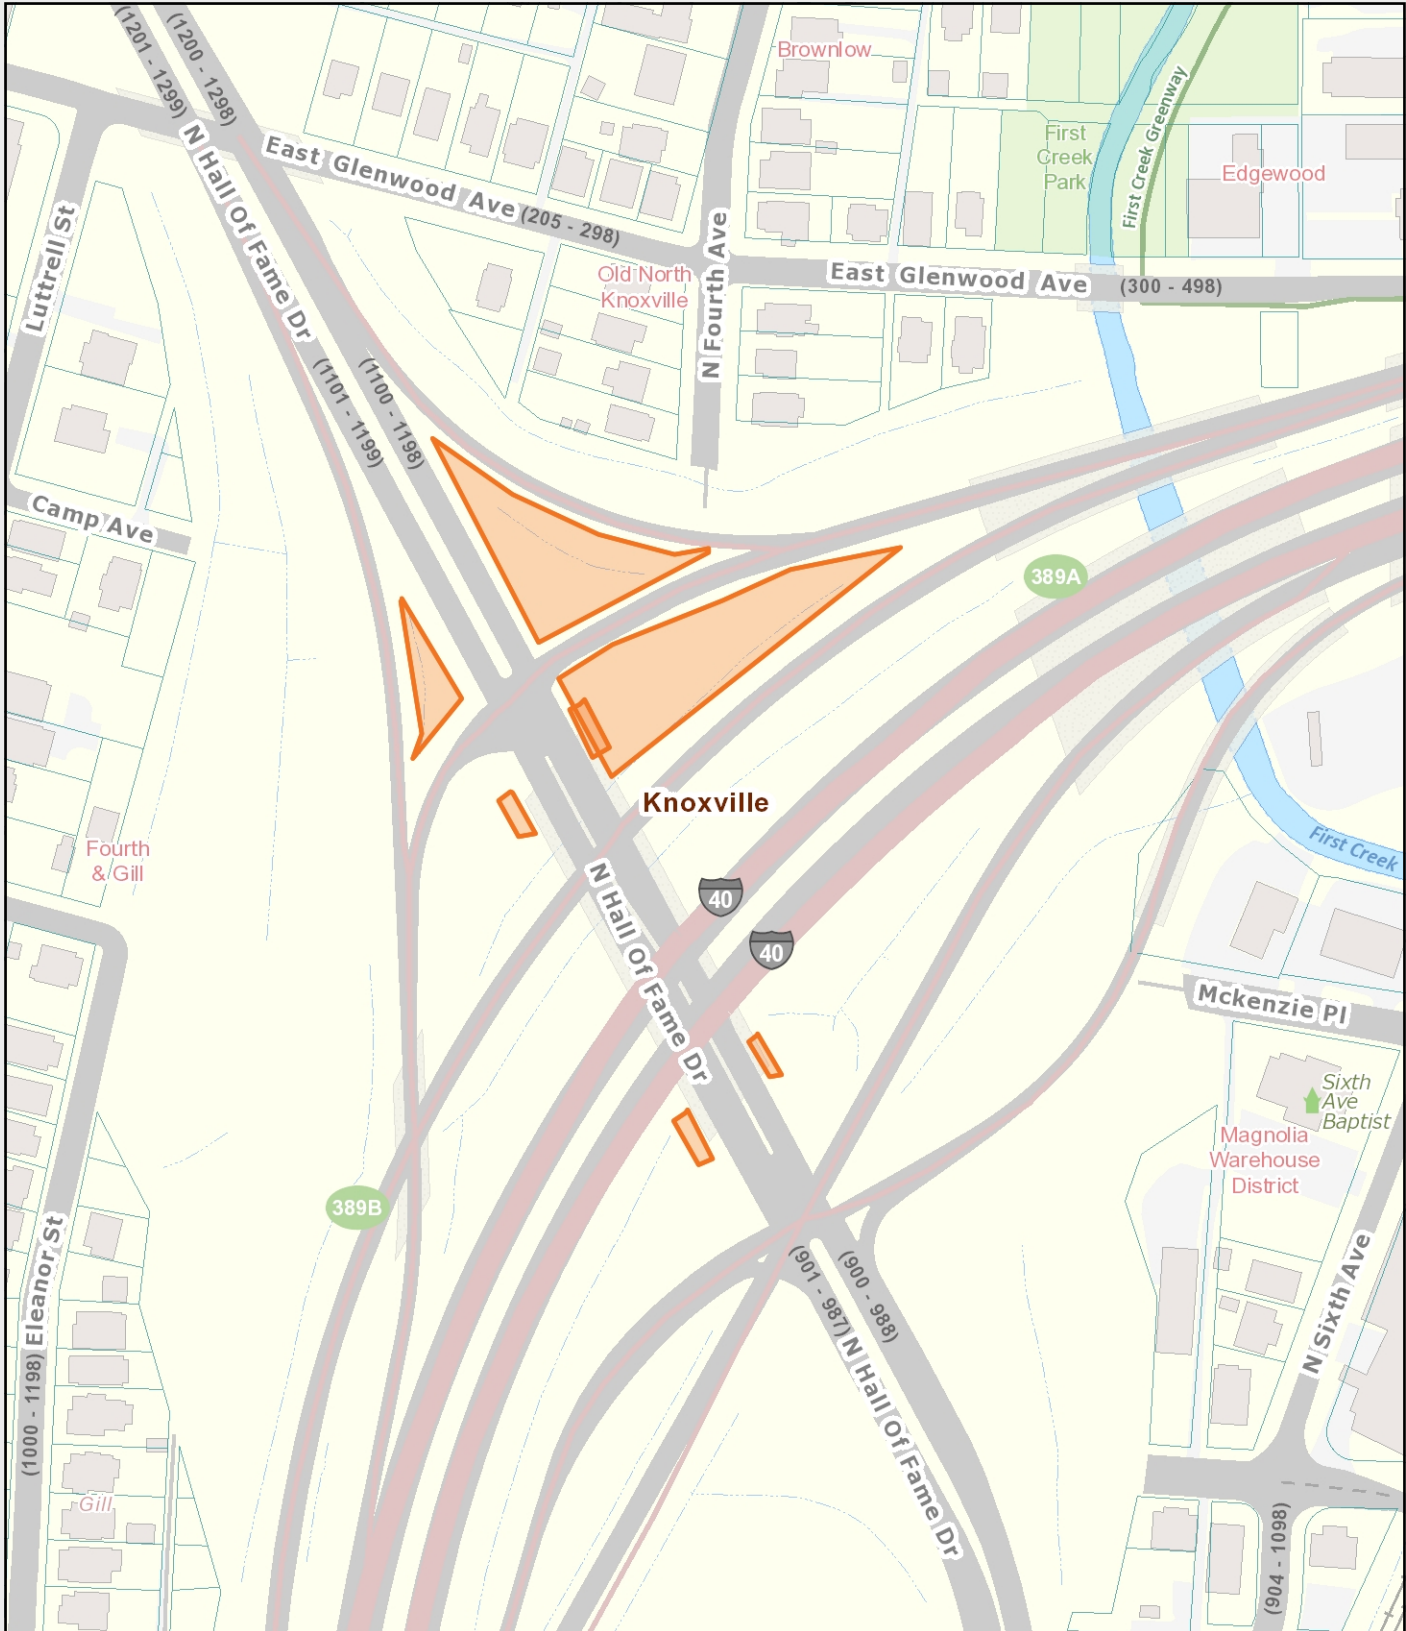 (1201 - 1299)
(1200 - 1298)
Brownlow
First
Creek
Park
First Creek Greenway
Edgewood
N Hall Of Fame Dr
East Glenwood Ave
(205 - 298)
Luttrell St
Old North
Knoxville
N Fourth Ave
East Glenwood Ave
(300 - 498)
(1101 - 1199)
(1100 - 1198)
Camp Ave
389A
Knoxville
Fourth
& Gill
First Creek
40
40
N Hall Of Fame Dr
Mckenzie Pl
Sixth
Ave
Baptist
Magnolia
Warehouse
District
389B
(901 - 987)
(900 - 988)
N Sixth Ave
(1000 - 1198)
Eleanor St
N Hall Of Fame Dr
Gill
(904 - 1098)